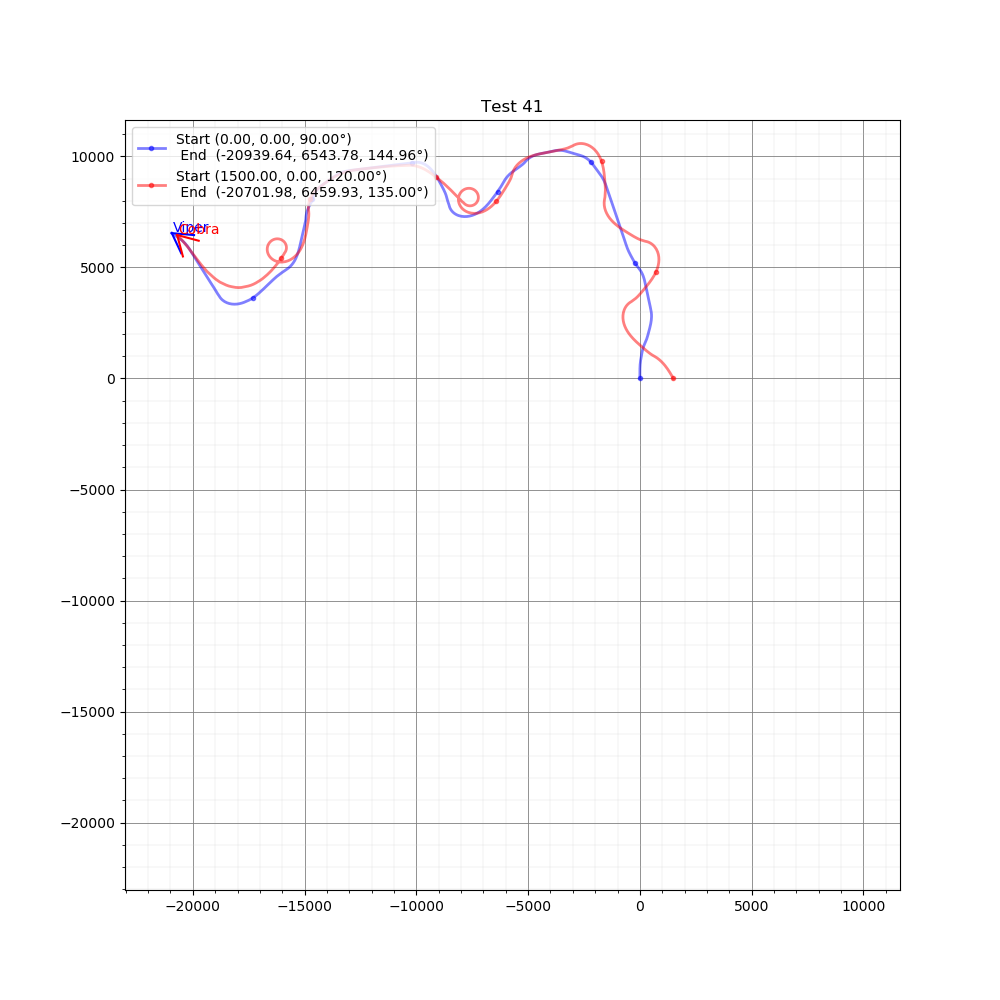 Test 41
Start (0.00, 0.00, 90.00°)
End (-20939.64, 6543.78, 144.96°)
Start (1500.00, 0.00, 120.00°)
End (-20701.98, 6459.93, 135.00°)
10000
5000
0
−5000
−10000
−15000
−20000
−20000 −15000 −10000 −5000 0 5000 10000